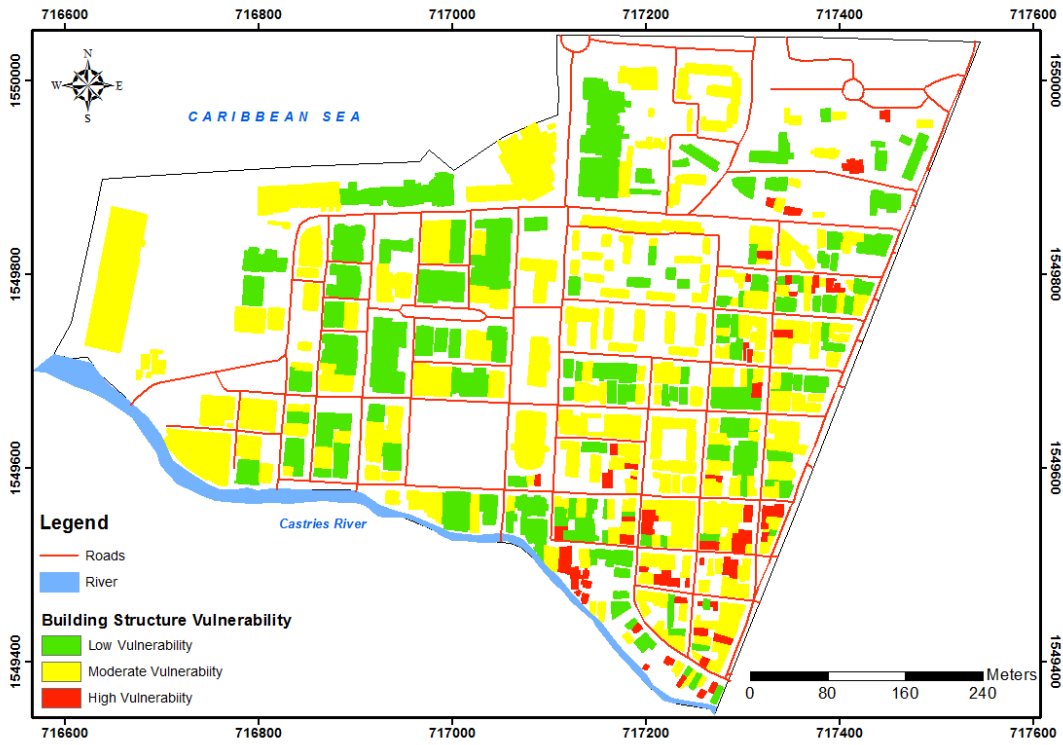 716600 716800 717000 717200 717400 717600
1550000
1550000
N
W E
S
CARIBBEAN SEA
1549800
1549800
1549600
1549600
Castries River
Legend
Roads
River
Building Structure Vulnerability
Low Vulnerability
Moderate Vulnerabiity
High Vulnerabiity
1549400
1549400
Meters
0 80 160 240
716600 716800 717000 717200 717400 717600